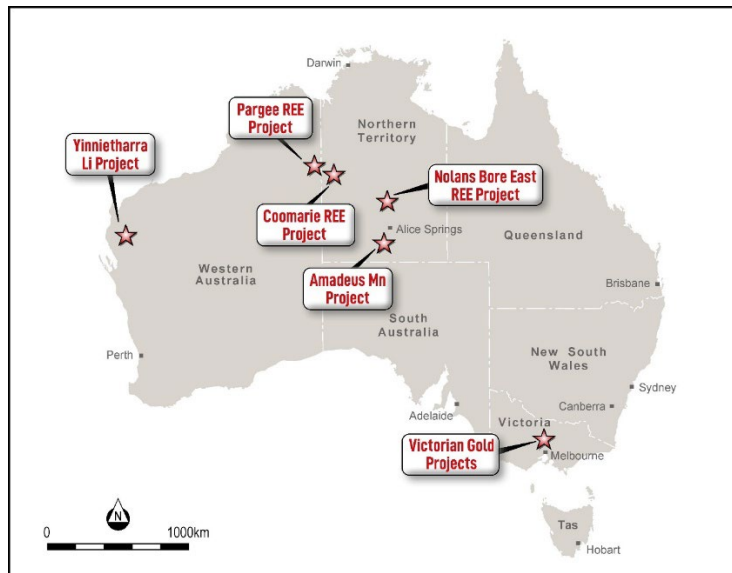 Darwin
Pargee REE
Project
Northern
Territory
Yinnietharra
Li Project
Nolans Bore East
REE Project
Coomarie REE
Project
Alice Springs
Queensland
Western
Australia
Amadeus Mn
Project
Brisbane
South
Australia
Perth
New South
Wales
Sydney
Canberra
Adelaide
Victoria
Victorian Gold
Projects
Melbourne
N
0 1000km
Tas
Hobart